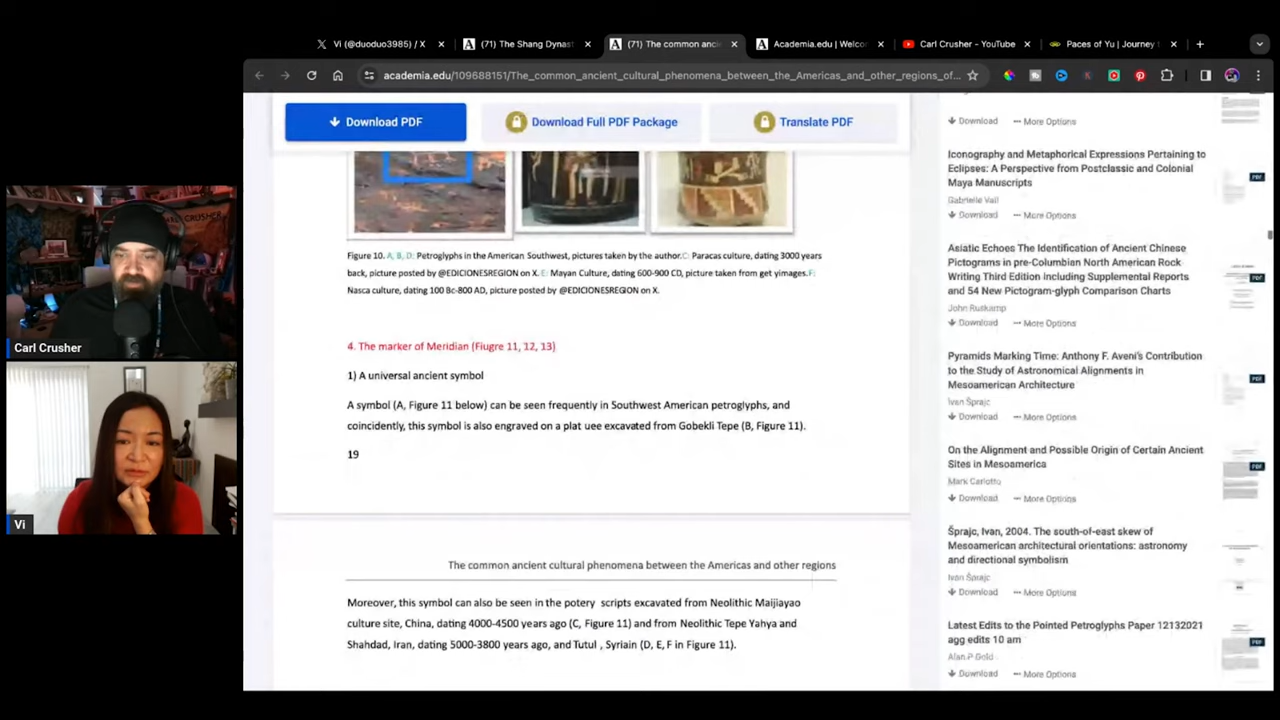 Vi (@duoduo3985) / X
(71) The Shang Dynast
(71) The common anci
Academia.edu | Welco
Carl Crusher - YouTube
Paces of Yu | Journey t
academia.edu/109688151/The_common_ancient_cultural_phenomena_between_the_Americas_and_other_regions_of...
Download PDF
Download Full PDF Package
Translate PDF
Figure 10. A, B, D: Petroglyphs in the American Southwest, pictures taken by the author.C: Paracas culture, dating 3000 years
back, picture posted by @EDICIONESREGION on X. E: Mayan Culture, dating 600-900 CD, picture taken from get yimages.F:
Nasca culture, dating 100 Bc-800 AD, picture posted by @EDICIONESREGION on X.
4. The marker of Meridian (Fiugre 11, 12, 13)
1) A universal ancient symbol
A symbol (A, Figure 11 below) can be seen frequently in Southwest American petroglyphs, and
coincidently, this symbol is also engraved on a plat uee excavated from Gobekli Tepe (B, Figure 11).
19
The common ancient cultural phenomena between the Americas and other regions
Moreover, this symbol can also be seen in the potery scripts excavated from Neolithic Maijiayao
culture site, China, dating 4000-4500 years ago (C, Figure 11) and from Neolithic Tepe Yahya and
Shahdad, Iran, dating 5000-3800 years ago, and Tutul , Syriain (D, E, F in Figure 11).
Download ••• More Options
Iconography and Metaphorical Expressions Pertaining to
Eclipses: A Perspective from Postclassic and Colonial
Maya Manuscripts
Gabrielle Vail
Download ••• More Options
Asiatic Echoes The Identification of Ancient Chinese
Pictograms in pre-Columbian North American Rock
Writing Third Edition Including Supplemental Reports
and 54 New Pictogram-glyph Comparison Charts
John Ruskamp
Download ••• More Options
Pyramids Marking Time: Anthony F. Aveni's Contribution
to the Study of Astronomical Alignments in
Mesoamerican Architecture
Ivan Šprajc
Download ••• More Options
On the Alignment and Possible Origin of Certain Ancient
Sites in Mesoamerica
Mark Carlotto
Download ••• More Options
Šprajc, Ivan, 2004. The south-of-east skew of
Mesoamerican architectural orientations: astronomy
and directional symbolism
Ivan Šprajc
Download ••• More Options
Latest Edits to the Pointed Petroglyphs Paper 12132021
agg edits 10 am
Alan P Gold
Download ••• More Options
PDF
PDF
PDF
PDF
PDF
Carl Crusher
Vi